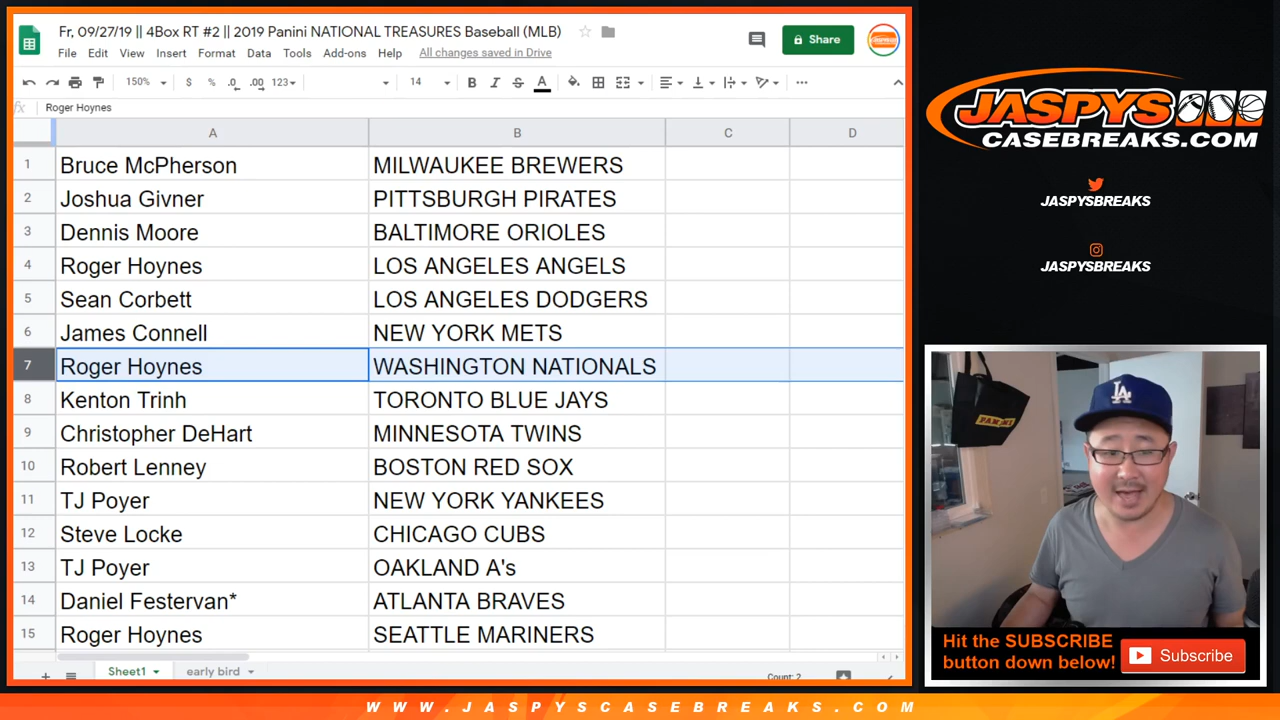 Fr, 09/27/19 || 4Box RT #2 || 2019 Panini NATIONAL TREASURES Baseball (MLB)
File Edit View Insert Format Data Tools Add-ons Help All changes saved in Drive
Share
150% $ % .0 .00 123 14 B I S A
fx Roger Hoynes
A B C D
1 Bruce McPherson MILWAUKEE BREWERS
2 Joshua Givner PITTSBURGH PIRATES
3 Dennis Moore BALTIMORE ORIOLES
4 Roger Hoynes LOS ANGELES ANGELS
5 Sean Corbett LOS ANGELES DODGERS
6 James Connell NEW YORK METS
7 Roger Hoynes WASHINGTON NATIONALS
8 Kenton Trinh TORONTO BLUE JAYS
9 Christopher DeHart MINNESOTA TWINS
10 Robert Lenney BOSTON RED SOX
11 TJ Poyer NEW YORK YANKEES
12 Steve Locke CHICAGO CUBS
13 TJ Poyer OAKLAND A's
14 Daniel Festervan* ATLANTA BRAVES
15 Roger Hoynes SEATTLE MARINERS
Sheet1 early bird Count: 2
JASPYS
CASEBREAKS.COM
JASPYSBREAKS
JASPYSBREAKS
PANINI
LA
Hit the SUBSCRIBE
button down below!
Subscribe
WWW.JASPYSCASEBREAKS.COM